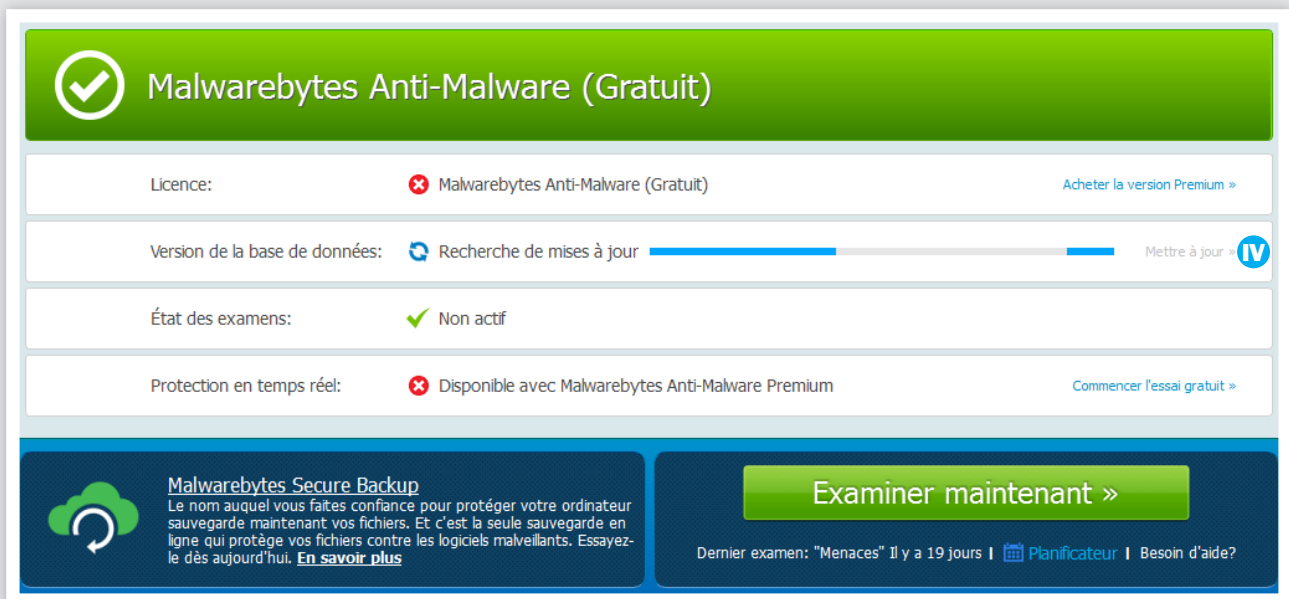 Malwarebytes Anti-Malware (Gratuit)
Licence: Malwarebytes Anti-Malware (Gratuit) Acheter la version Premium »
Version de la base de données: Recherche de mises à jour Mettre à jour » IV
État des examens: Non actif
Protection en temps réel: Disponible avec Malwarebytes Anti-Malware Premium Commencer l'essai gratuit »
Malwarebytes Secure Backup
Le nom auquel vous faites confiance pour protéger votre ordinateur
sauvegarde maintenant vos fichiers. Et c'est la seule sauvegarde en
ligne qui protège vos fichiers contre les logiciels malveillants. Essayez-
le dès aujourd'hui. En savoir plus
Examiner maintenant »
Dernier examen: "Menaces" Il y a 19 jours | Planificateur | Besoin d'aide?